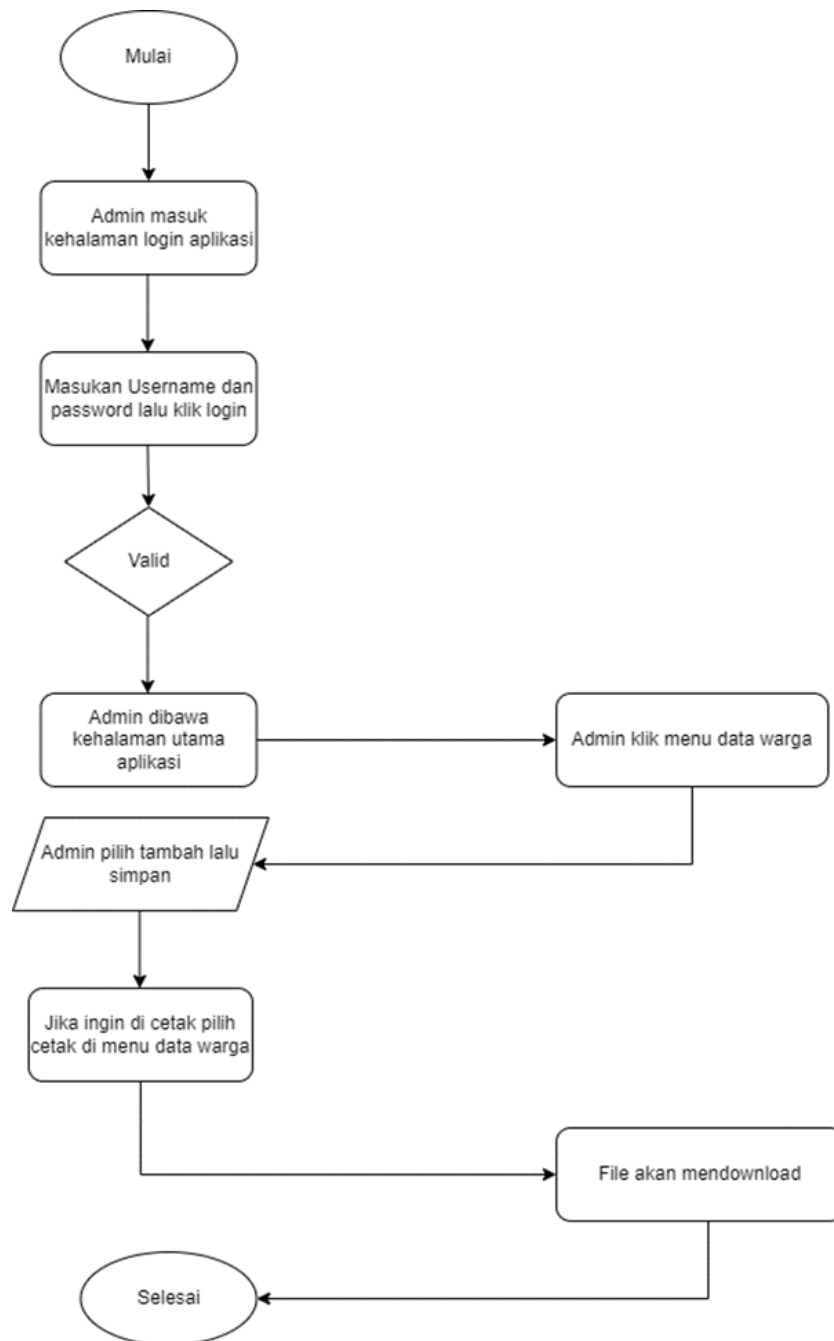 Mulai
Admin masuk
kehalaman login aplikasi
Masukan Username dan
password lalu klik login
Valid
Admin dibawa
kehalaman utama
aplikasi
Admin klik menu data warga
Admin pilih tambah lalu
simpan
Jika ingin di cetak pilih
cetak di menu data warga
File akan mendownload
Selesai